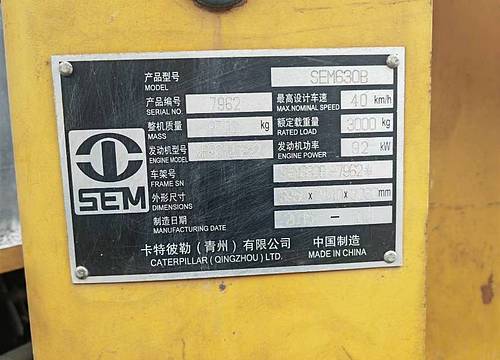 产品型号 SEM630B
MODEL
产品编号 7962 最高设计车速 40 km/h
SERIAL NO. MAX.NOMINAL SPEED
整机质量 kg 额定载重量 3000 kg
MASS RATED LOAD
发动机型号 发动机功率 92 kW
ENGINE MODEL ENGINE POWER
车架号
FRAME SN
外形尺寸 x x mm
DIMENSIONS
制造日期 —
MANUFACTURING DATE
SEM
卡特彼勒（青州）有限公司 中国制造
CATERPILLAR (QINGZHOU) LTD. MADE IN CHINA